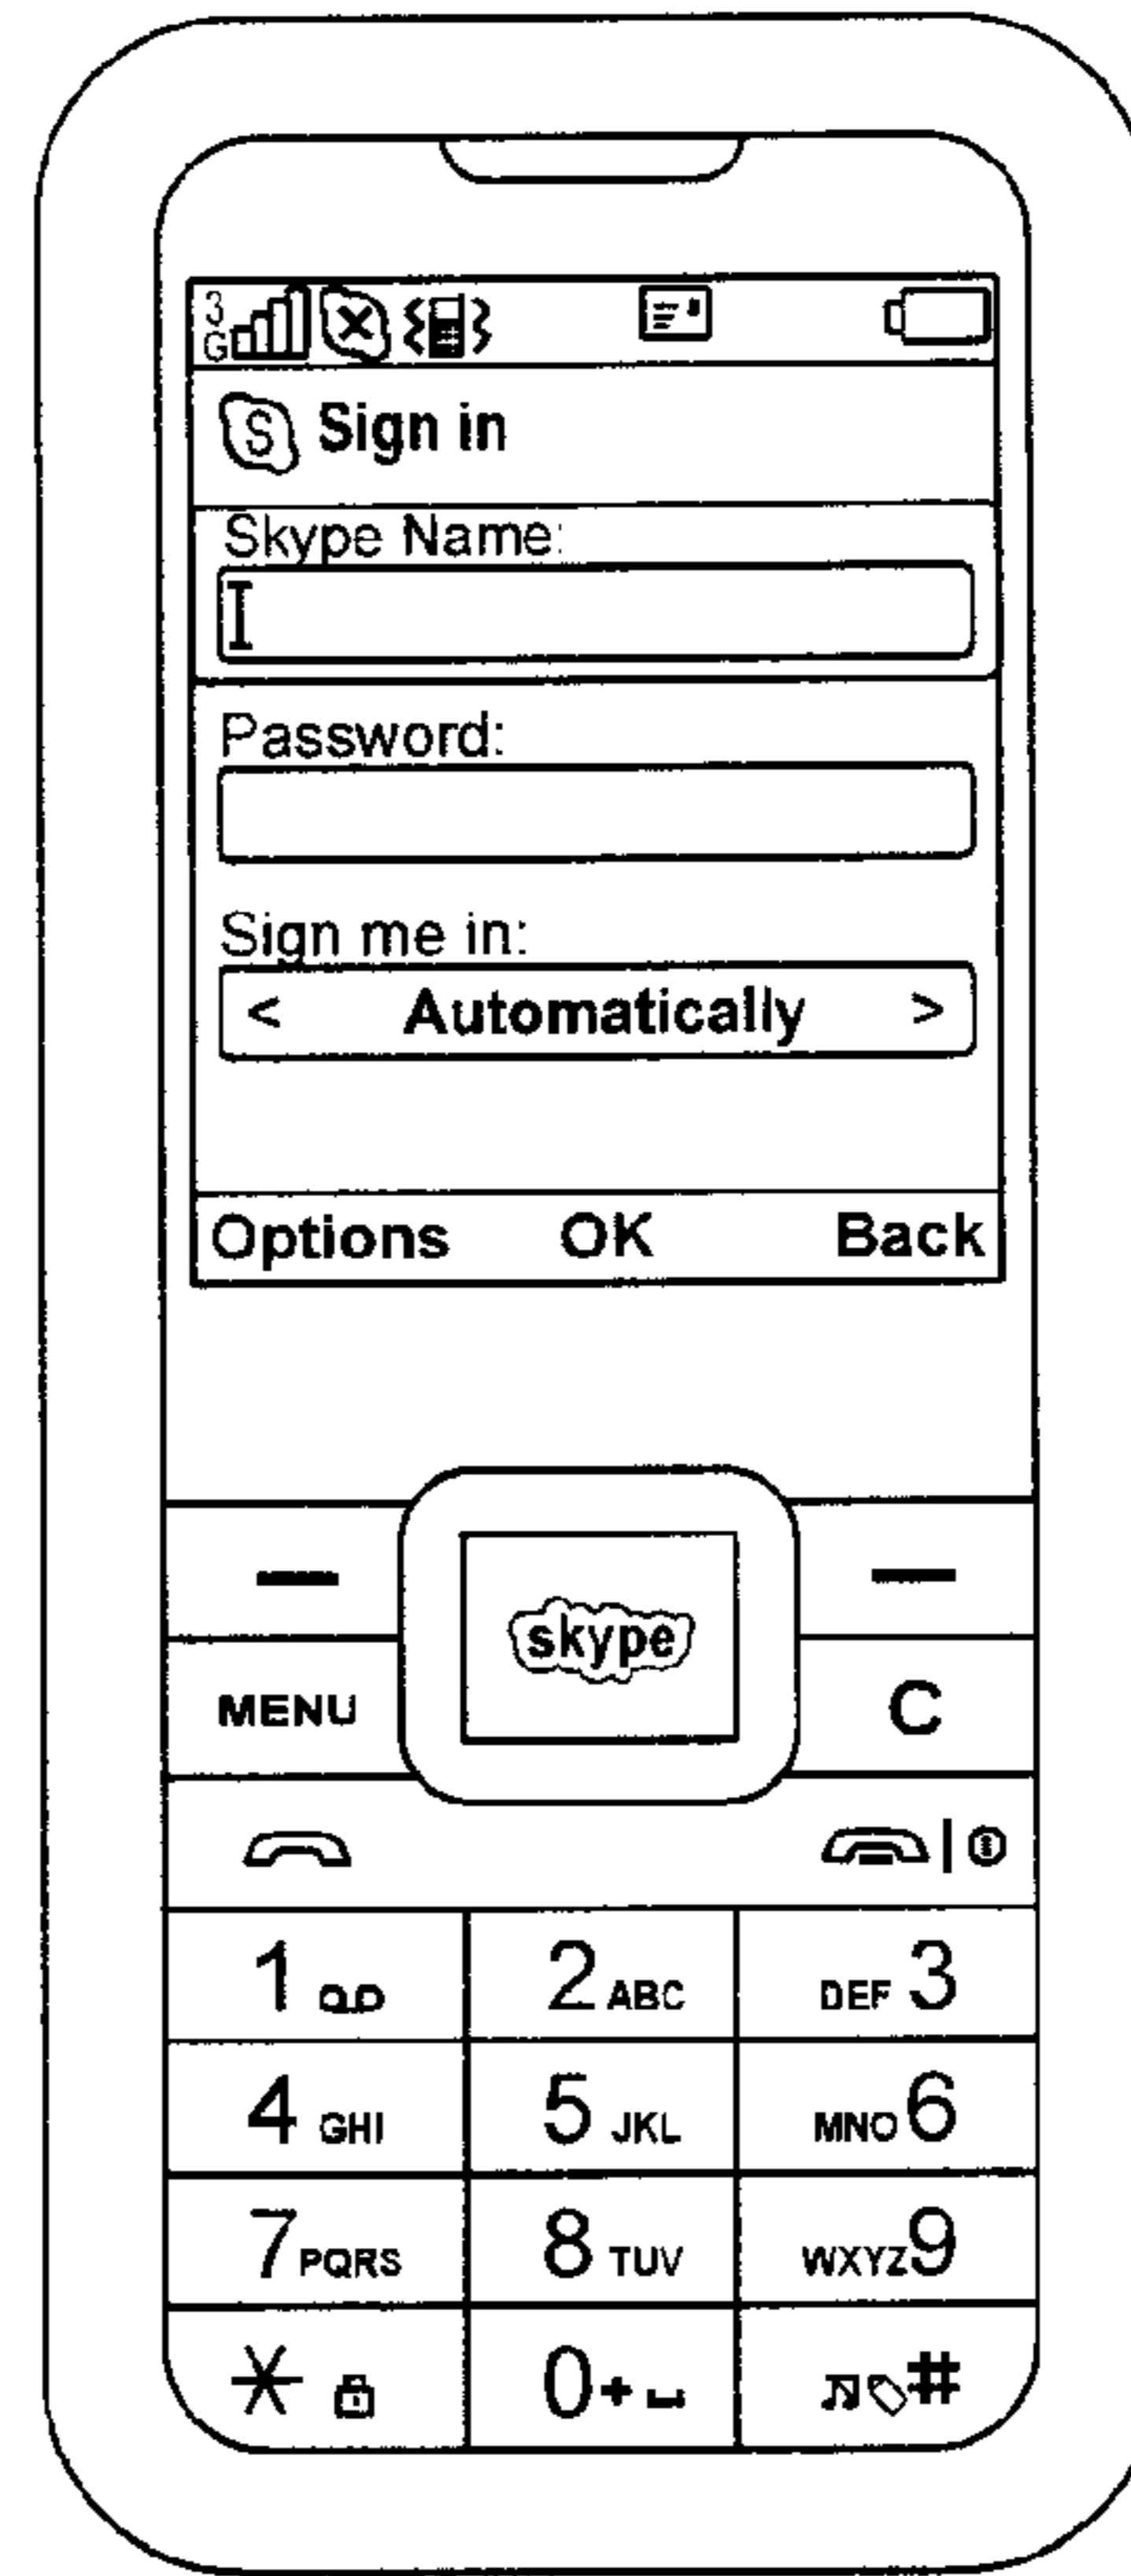 3G
Sign in
Skype Name:
Password:
Sign me in:
< Automatically >
Options OK Back
skype
MENU C
1 2 ABC DEF 3
4 GHI 5 JKL MNO 6
7 PQRS 8 TUV WXYZ 9
* 0 + #